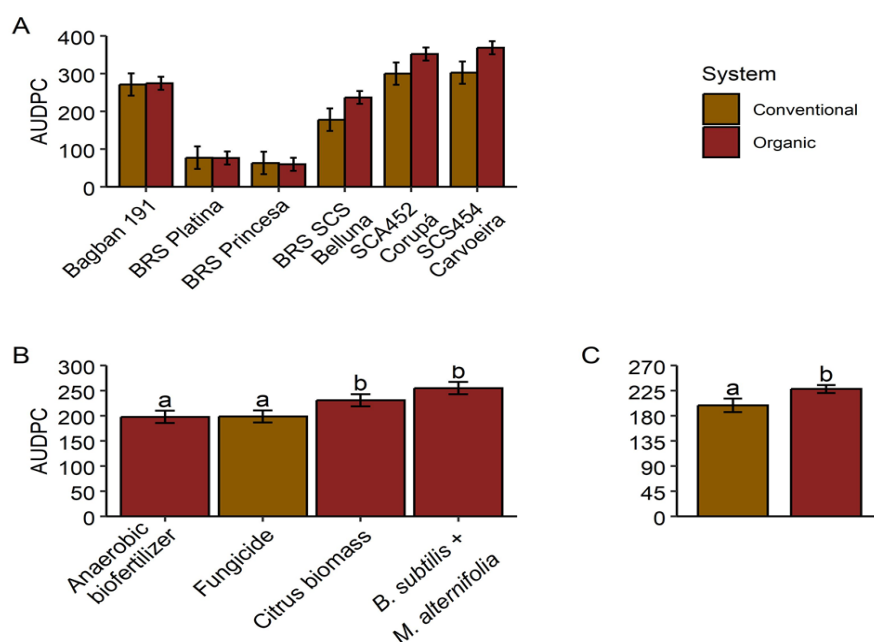 A
AUDPC
400
300
200
100
0
Bagban 191
BRS Platina
BRS Princesa
BRS SCS
Belluna
SCA452
Corupá
SCS454
Carvoeira
System
Conventional
Organic
B
AUDPC
300
250
200
150
100
50
0
a
a
b
b
Anaerobic
biofertilizer
Fungicide
Citrus biomass
B. subtilis +
M. alternifolia
C
270
225
180
135
90
45
0
a
b